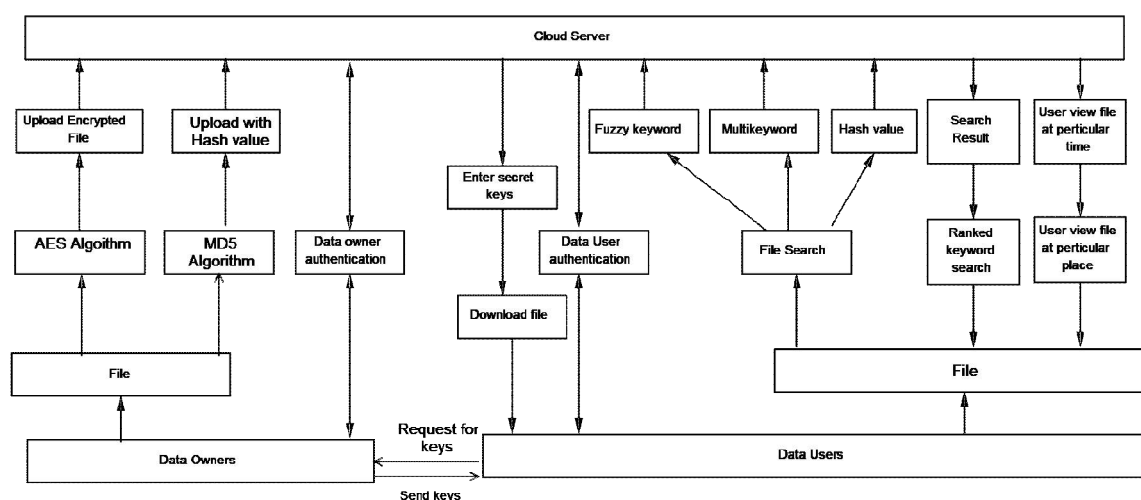 Cloud Server
Upload Encrypted
File
Upload with
Hash value
Fuzzy keyword
Multikeyword
Hash value
Search
Result
User view file
at perticular
time
Enter secret
keys
AES Algoithm
MD5
Algorithm
Data owner
authentication
Data User
authentication
File Search
Ranked
keyword
search
User view file
at perticular
place
Download file
File
File
Request for
keys
Data Owners
Data Users
Send keys